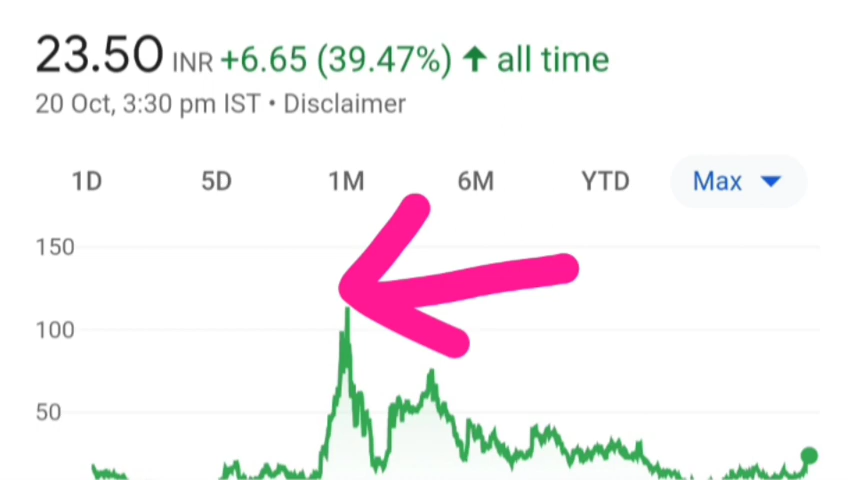 23.50 INR +6.65 (39.47%) ↑ all time
20 Oct, 3:30 pm IST • Disclaimer
1D 5D 1M 6M YTD Max
150
100
50